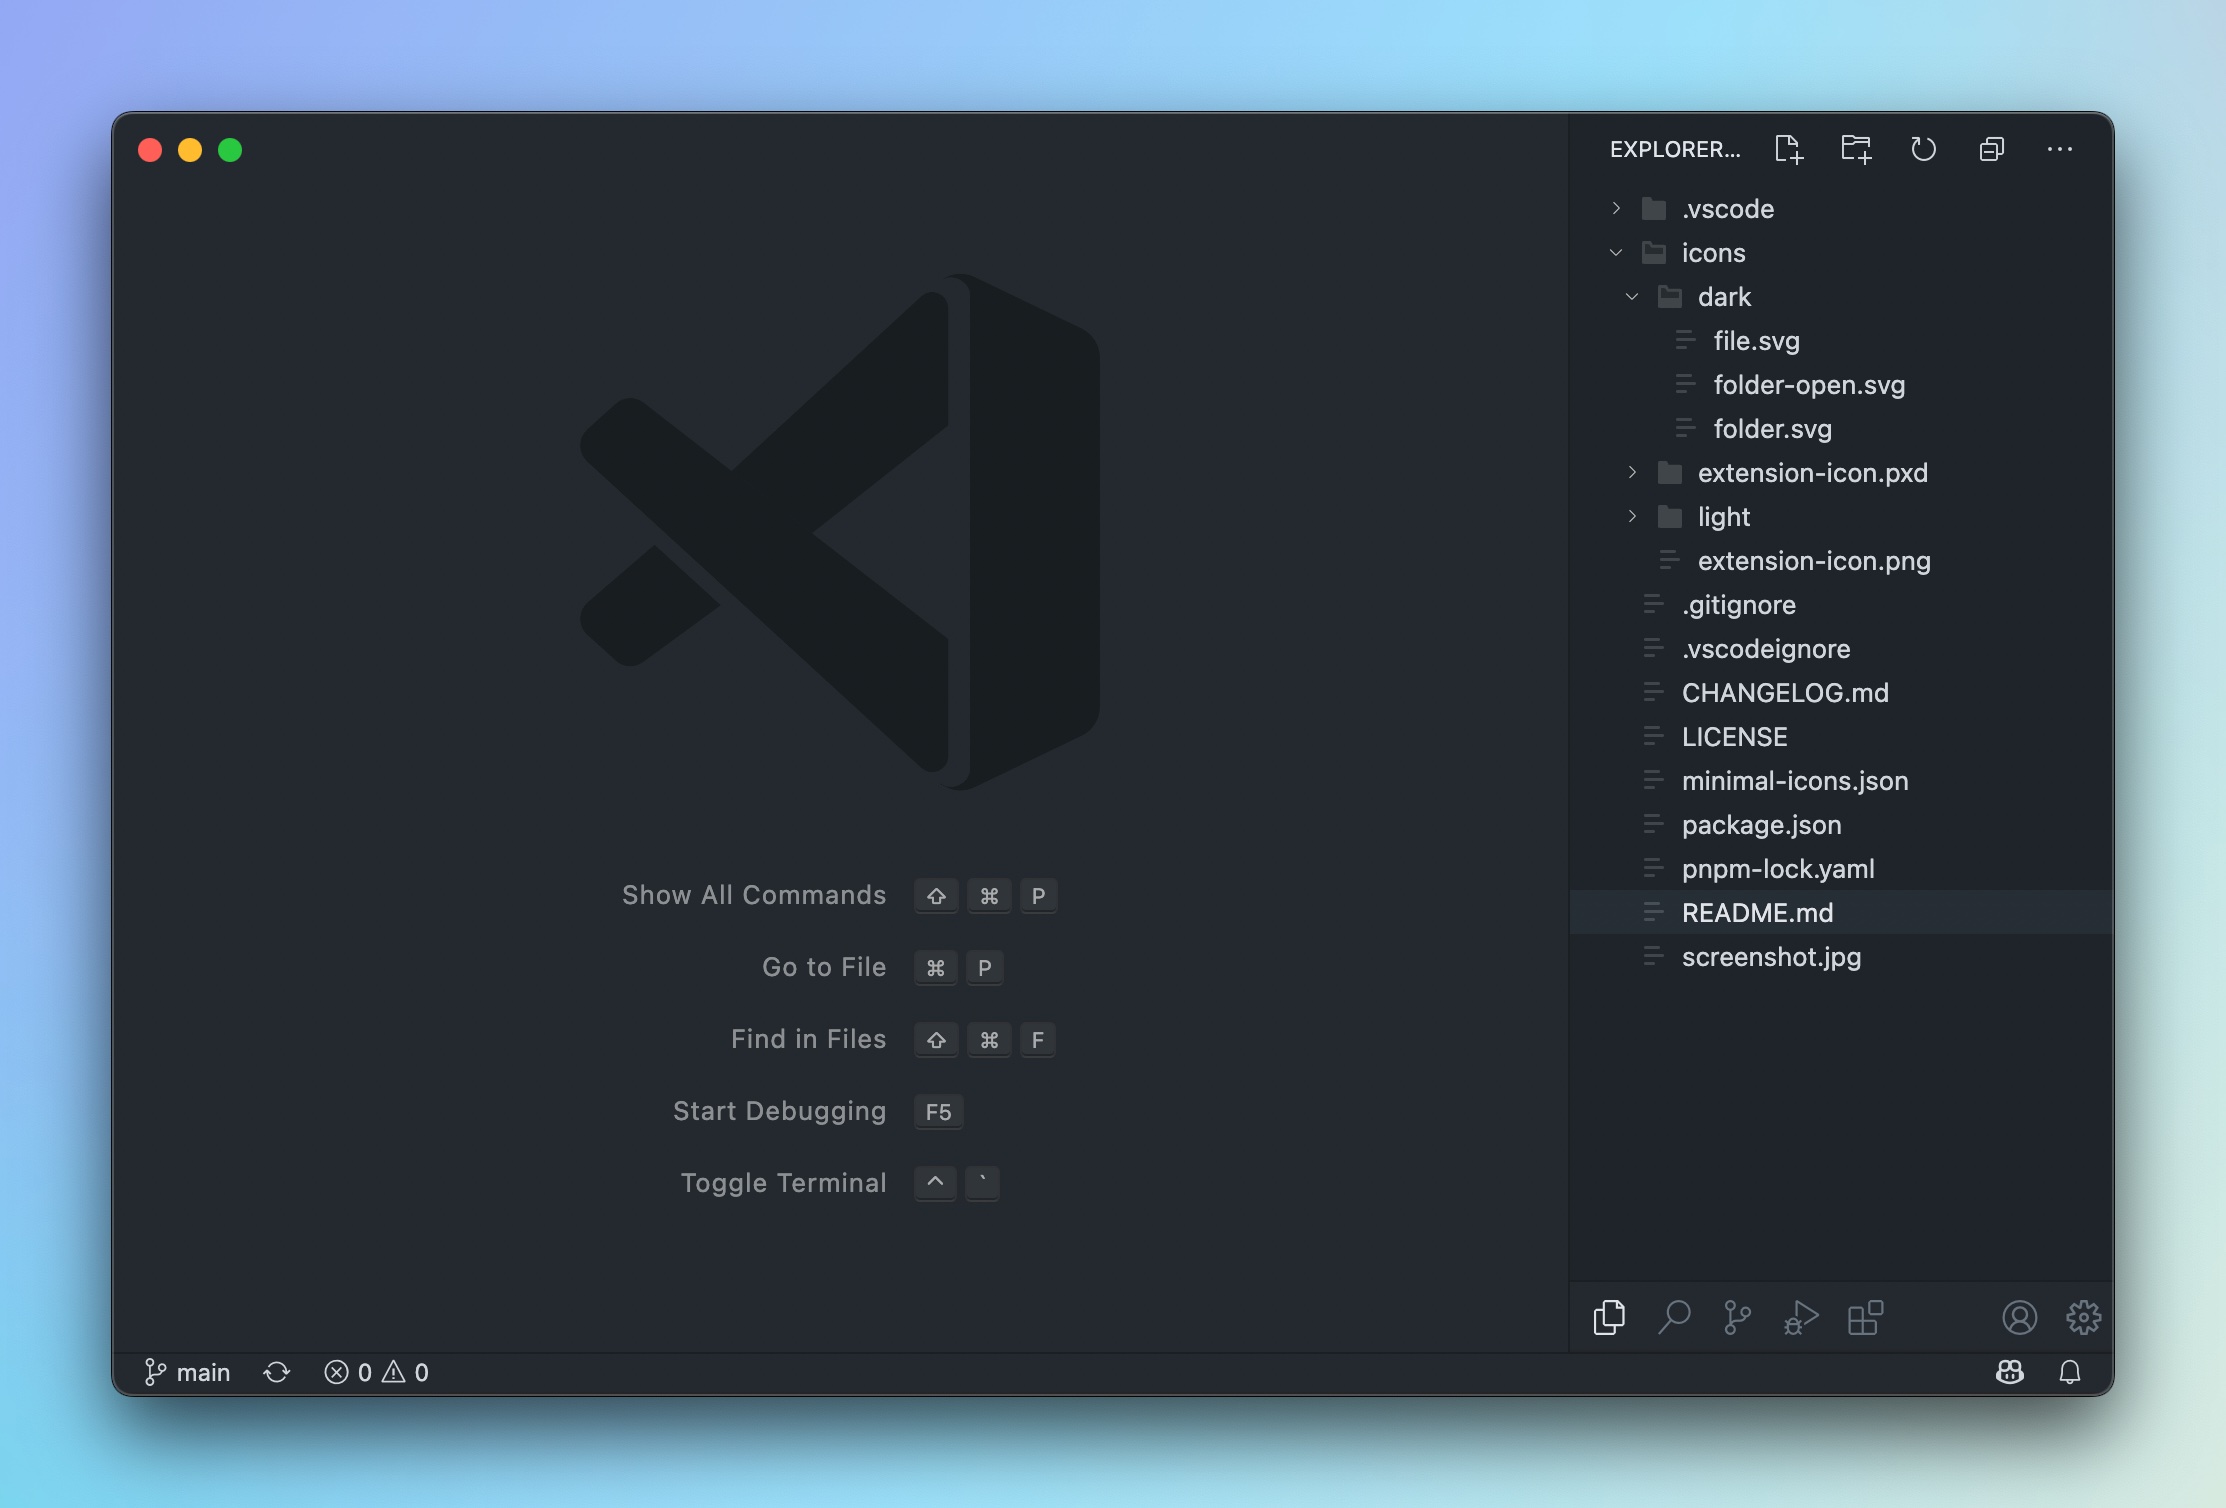 EXPLORER...
.vscode
icons
dark
file.svg
folder-open.svg
folder.svg
extension-icon.pxd
light
extension-icon.png
.gitignore
.vscodeignore
CHANGELOG.md
LICENSE
minimal-icons.json
package.json
pnpm-lock.yaml
README.md
screenshot.jpg
Show All Commands ⇧ ⌘ P
Go to File ⌘ P
Find in Files ⇧ ⌘ F
Start Debugging F5
Toggle Terminal ^ `
main 0 0